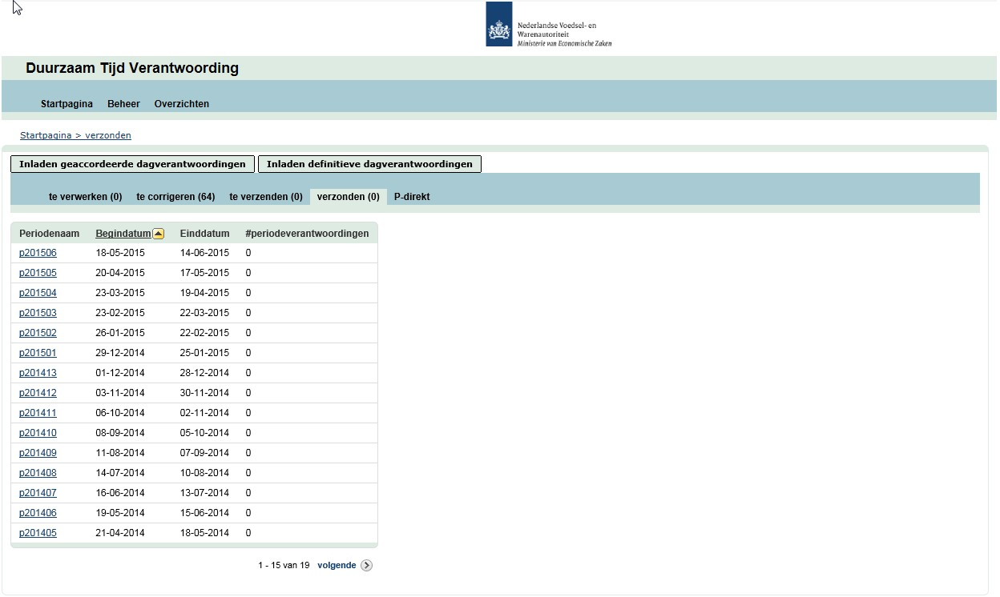 Nederlandse Voedsel- en
Warenautoriteit
Ministerie van Economische Zaken
Duurzaam Tijd Verantwoording
Startpagina Beheer Overzichten
Startpagina > verzonden
Inladen geaccordeerde dagverantwoordingen Inladen definitieve dagverantwoordingen
te verwerken (0) te corrigeren (64) te verzenden (0) verzonden (0) P-direkt
Periodenaam Begindatum Einddatum #periodeverantwoordingen
p201506 18-05-2015 14-06-2015 0
p201505 20-04-2015 17-05-2015 0
p201504 23-03-2015 19-04-2015 0
p201503 23-02-2015 22-03-2015 0
p201502 26-01-2015 22-02-2015 0
p201501 29-12-2014 25-01-2015 0
p201413 01-12-2014 28-12-2014 0
p201412 03-11-2014 30-11-2014 0
p201411 06-10-2014 02-11-2014 0
p201410 08-09-2014 05-10-2014 0
p201409 11-08-2014 07-09-2014 0
p201408 14-07-2014 10-08-2014 0
p201407 16-06-2014 13-07-2014 0
p201406 19-05-2014 15-06-2014 0
p201405 21-04-2014 18-05-2014 0
1 - 15 van 19 volgende